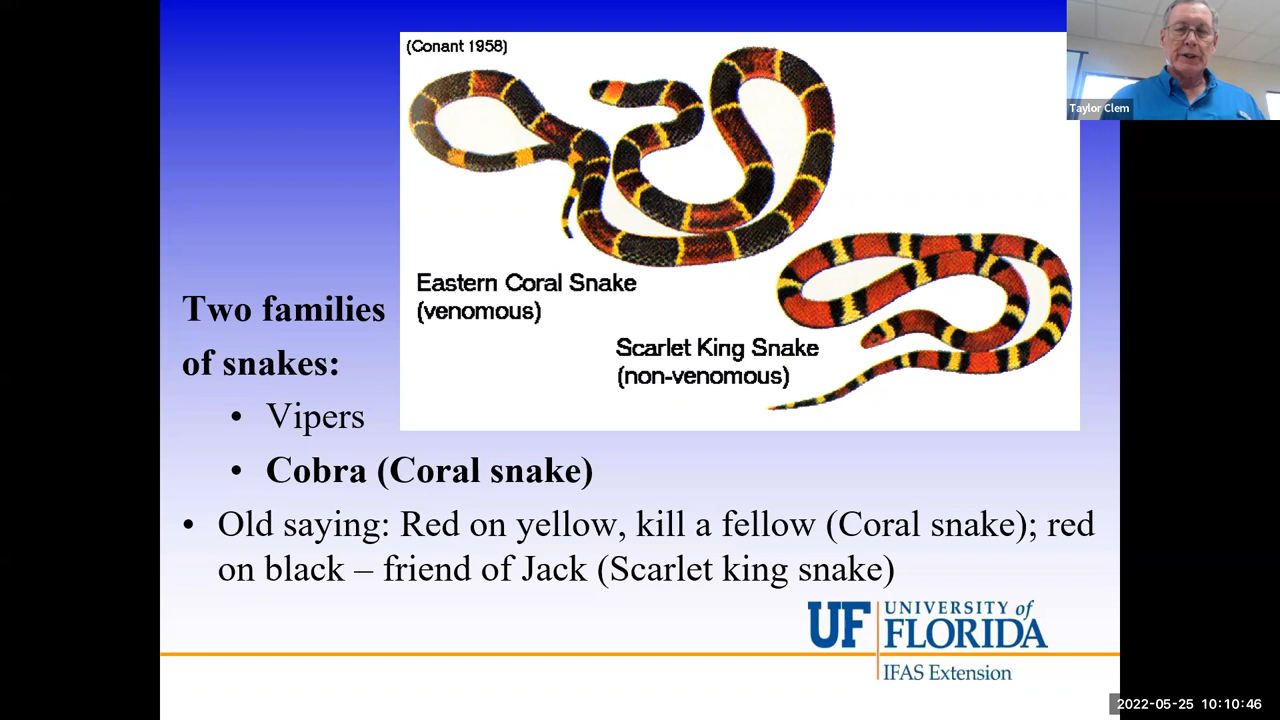 (Conant 1958)
Taylor Clem
Eastern Coral Snake
(venomous)
Scarlet King Snake
(non-venomous)
Two families
of snakes:
• Vipers
• Cobra (Coral snake)
• Old saying: Red on yellow, kill a fellow (Coral snake); red
on black – friend of Jack (Scarlet king snake)
UF UNIVERSITY of
FLORIDA
IFAS Extension
2022-05-25 10:10:46